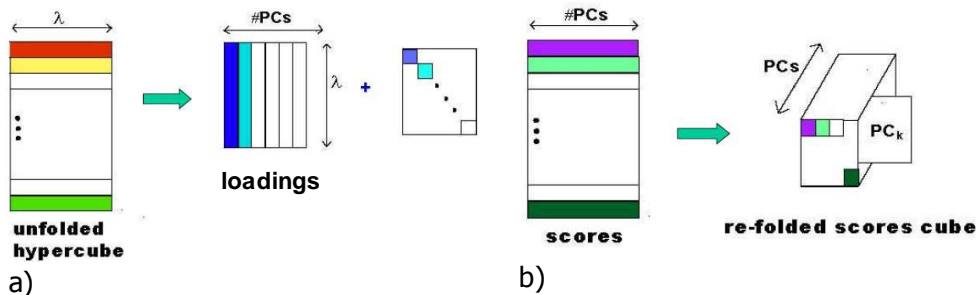 λ
#PCs
λ
+
loadings
unfolded
hypercube
a)
#PCs
scores
PCs
PCk
re-folded scores cube
b)